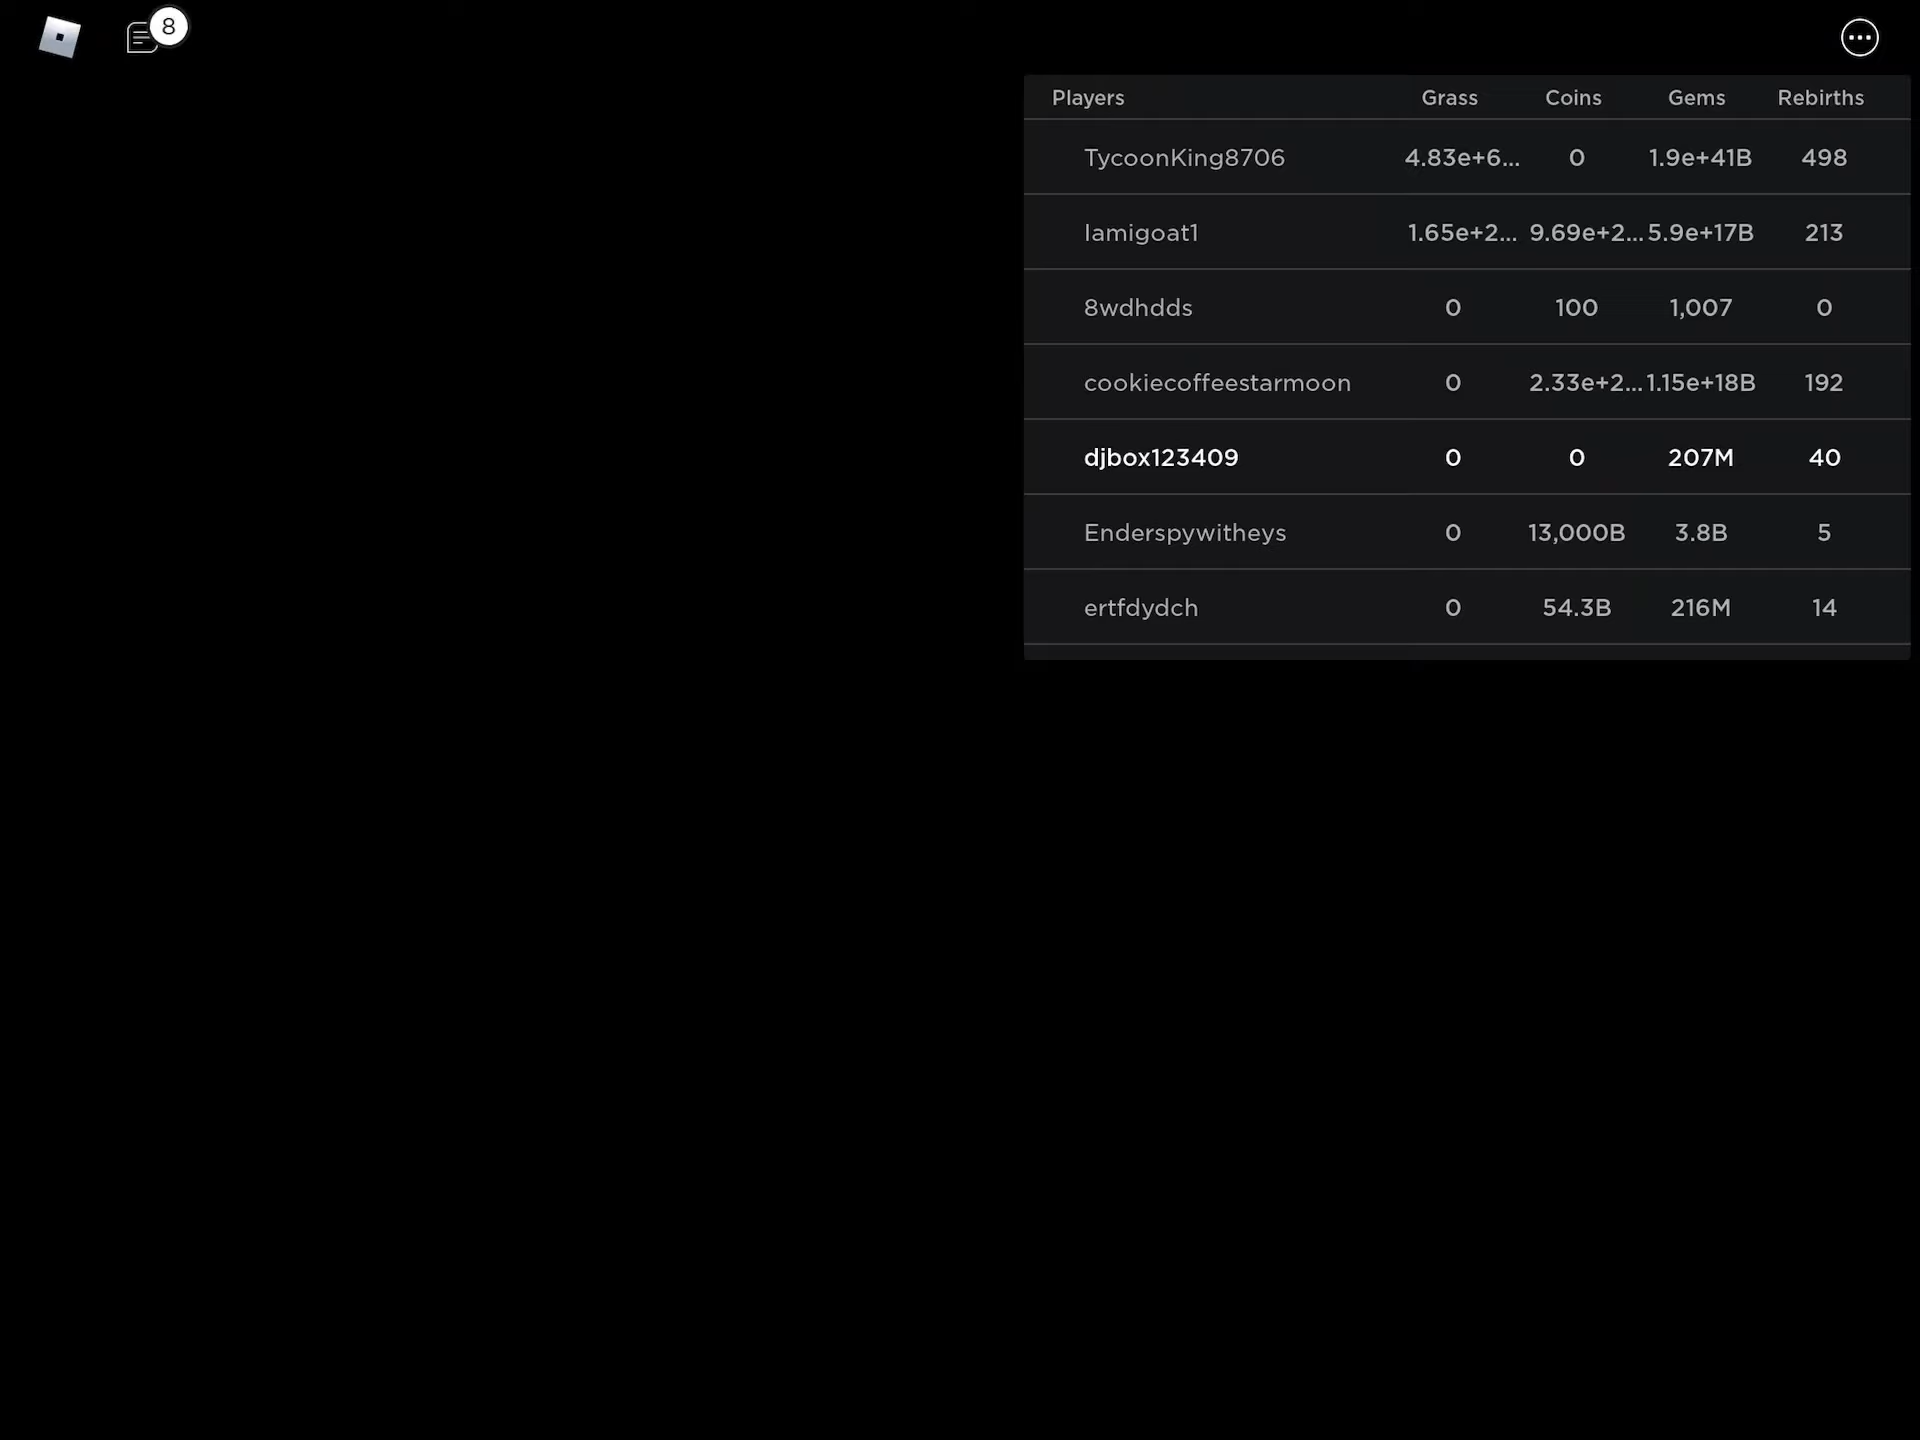 8
Players Grass Coins Gems Rebirths
TycoonKing8706 4.83e+6... 0 1.9e+41B 498
Iamigoat1 1.65e+2... 9.69e+2... 5.9e+17B 213
8wdhdds 0 100 1,007 0
cookiecoffeestarmoon 0 2.33e+2... 1.15e+18B 192
djbox123409 0 0 207M 40
Enderspywitheys 0 13,000B 3.8B 5
ertfdydch 0 54.3B 216M 14